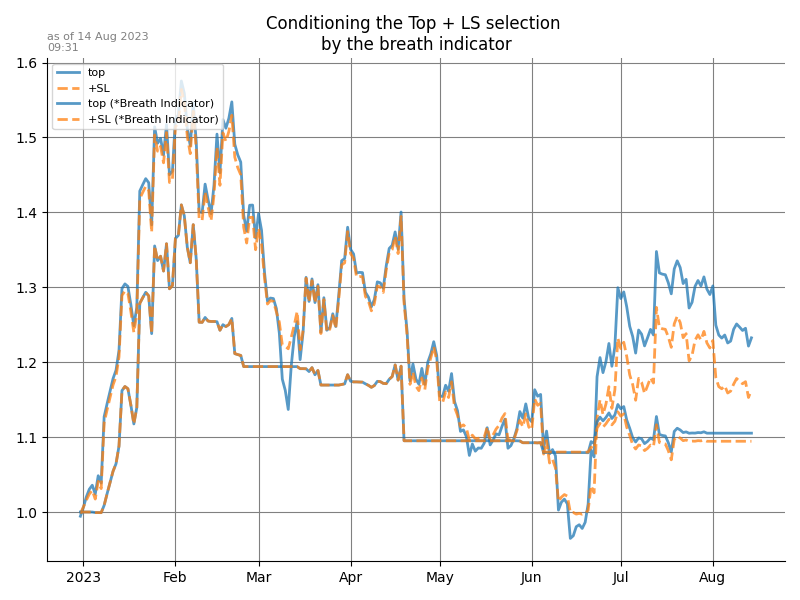 Conditioning the Top + LS selection
by the breath indicator
as of 14 Aug 2023
09:31
top
+SL
top (*Breath Indicator)
+SL (*Breath Indicator)
1.6
1.5
1.4
1.3
1.2
1.1
1.0
2023 Feb Mar Apr May Jun Jul Aug